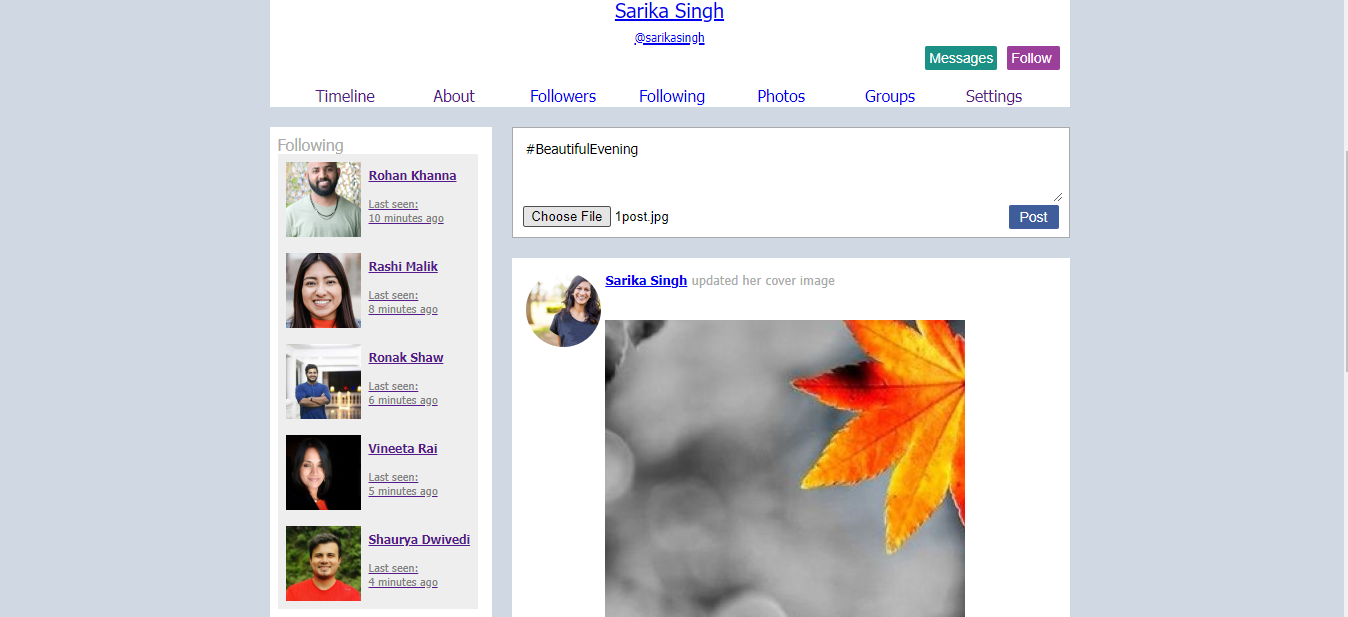 Sarika Singh
@sarikasingh
Messages Follow
Timeline About Followers Following Photos Groups Settings
Following
Rohan Khanna
Last seen:
10 minutes ago
Rashi Malik
Last seen:
8 minutes ago
Ronak Shaw
Last seen:
6 minutes ago
Vineeta Rai
Last seen:
5 minutes ago
Shaurya Dwivedi
Last seen:
4 minutes ago
#BeautifulEvening
Choose File 1post.jpg Post
Sarika Singh updated her cover image